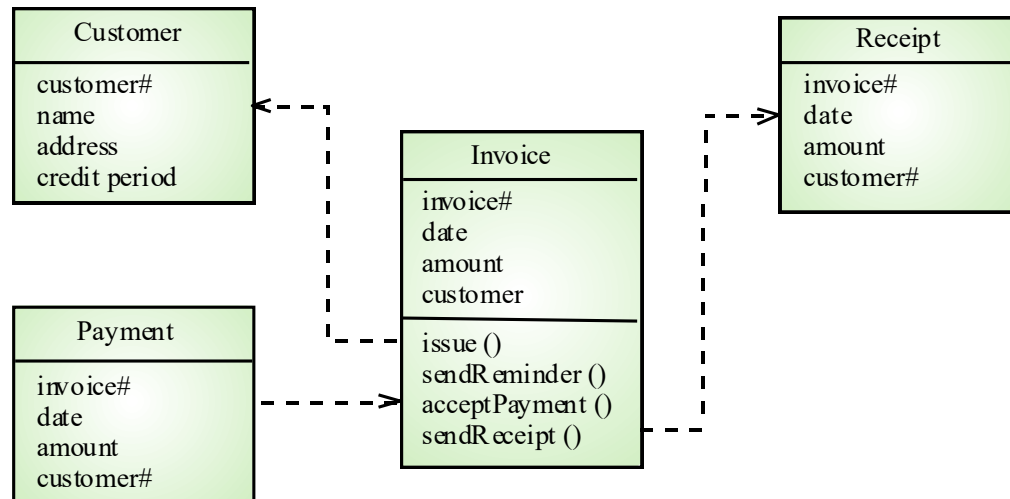 Customer
customer#
name
address
credit period
Receipt
invoice#
date
amount
customer#
Invoice
invoice#
date
amount
customer
issue ()
sendReminder ()
acceptPayment ()
sendReceipt ()
Payment
invoice#
date
amount
customer#